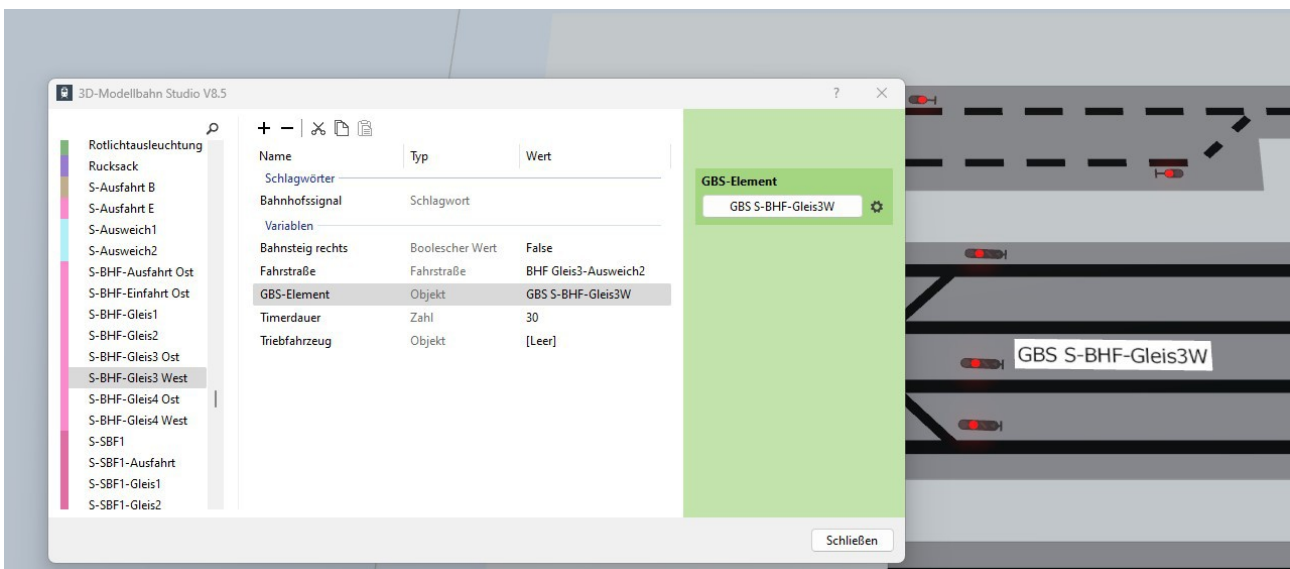 3D-Modellbahn Studio V8.5
Rotlichtausleuchtung
Rucksack
S-Ausfahrt B
S-Ausfahrt E
S-Ausweich1
S-Ausweich2
S-BHF-Ausfahrt Ost
S-BHF-Einfahrt Ost
S-BHF-Gleis1
S-BHF-Gleis2
S-BHF-Gleis3 Ost
S-BHF-Gleis3 West
S-BHF-Gleis4 Ost
S-BHF-Gleis4 West
S-SBF1
S-SBF1-Ausfahrt
S-SBF1-Gleis1
S-SBF1-Gleis2
Name Typ Wert
Schlagwörter
Bahnhofssignal Schlagwort
Variablen
Bahnsteig rechts Boolescher Wert False
Fahrstraße Fahrstraße BHF Gleis3-Ausweich2
GBS-Element Objekt GBS S-BHF-Gleis3W
Timerdauer Zahl 30
Triebfahrzeug Objekt [Leer]
GBS-Element
GBS S-BHF-Gleis3W
Schließen
GBS S-BHF-Gleis3W